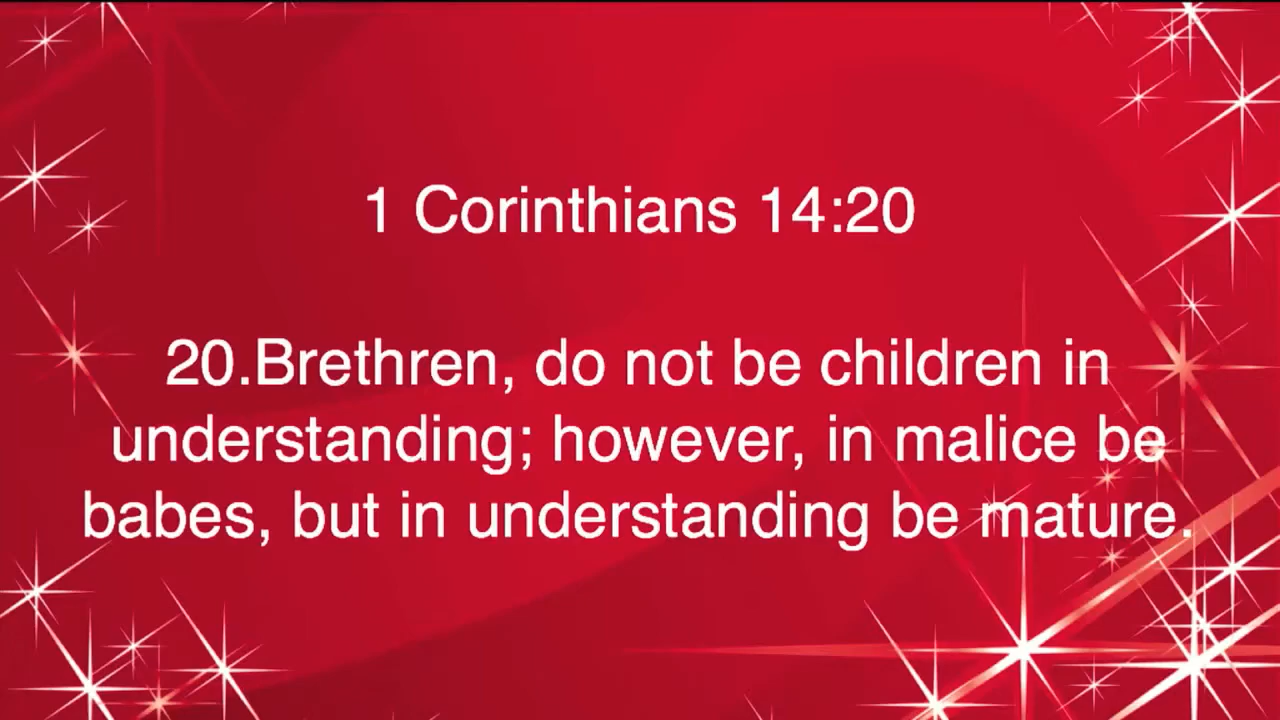 1 Corinthians 14:20
20.Brethren, do not be children in
understanding; however, in malice be
babes, but in understanding be mature.